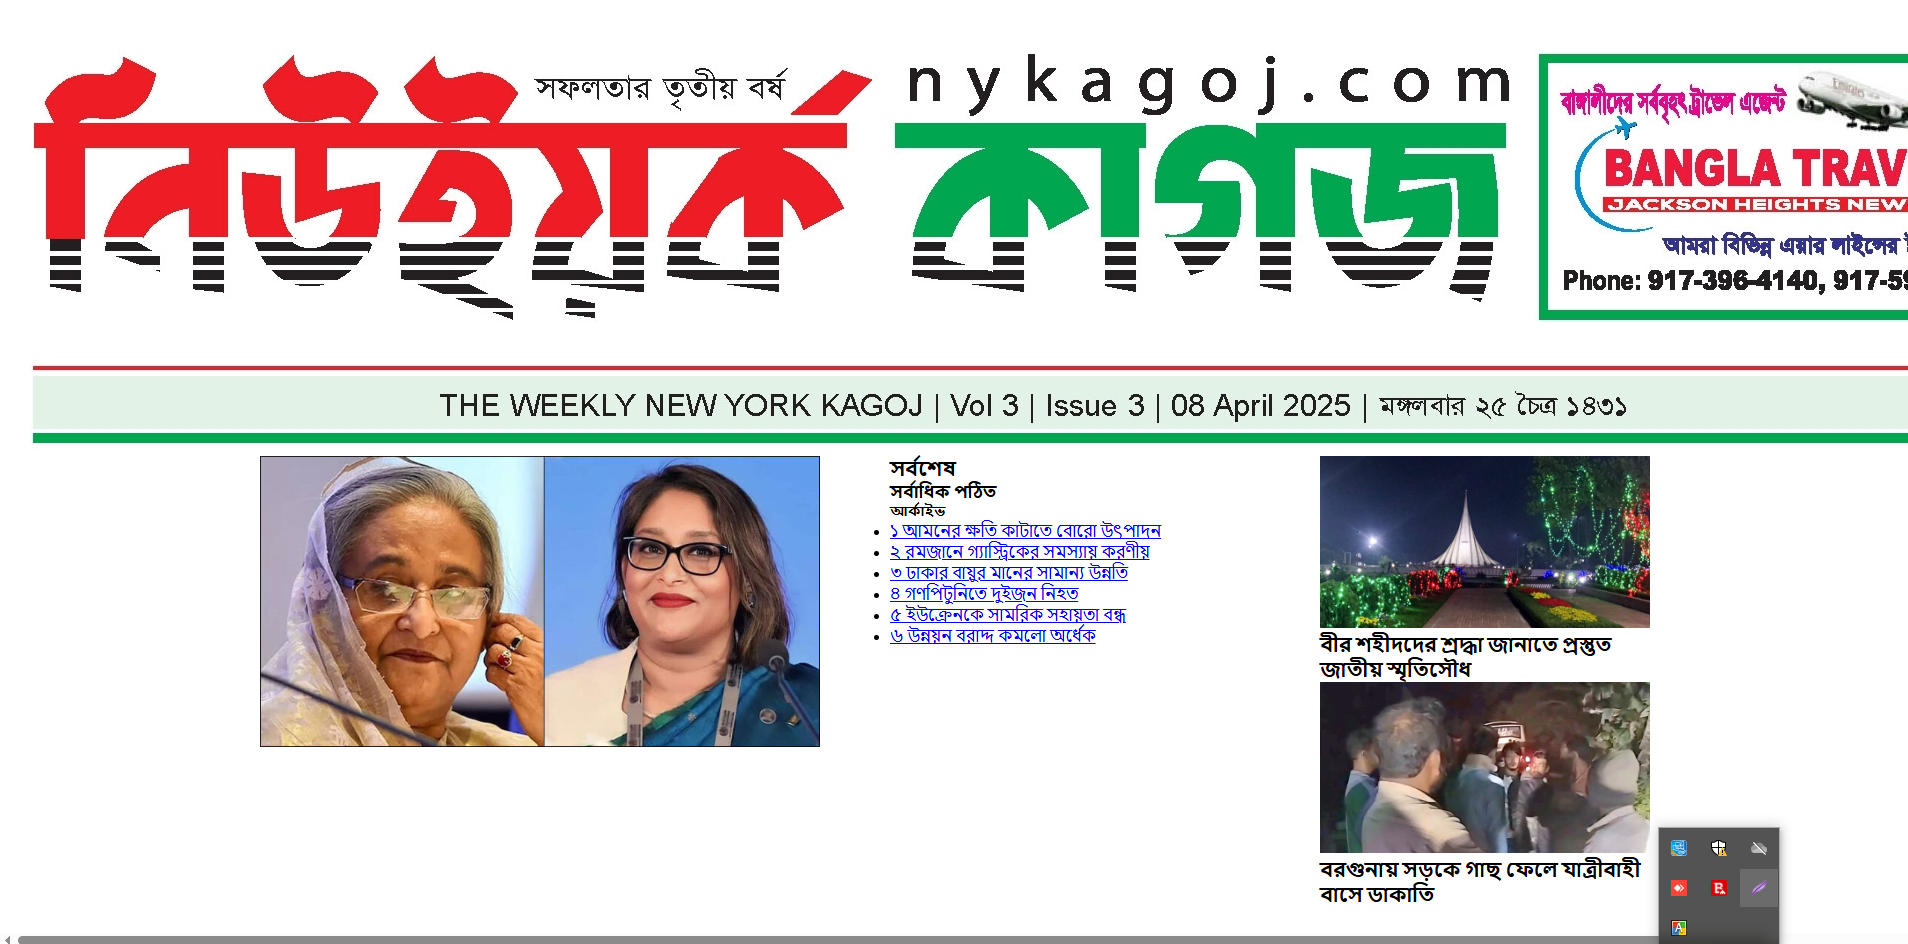 সফলতার তৃতীয় বর্ষ
nykagoj.com
নিউইয়র্ক কাগজ
বাঙ্গালীদের সর্ববৃহৎ ট্রাভেল এজেন্ট
Emirates
BANGLA TRAV
JACKSON HEIGHTS NEW
আমরা বিভিন্ন এয়ার লাইন্সের
Phone: 917-396-4140, 917-59
THE WEEKLY NEW YORK KAGOJ | Vol 3 | Issue 3 | 08 April 2025 | মঙ্গলবার ২৫ চৈত্র ১৪৩১
সর্বশেষ
সর্বাধিক পঠিত
আর্কাইভ
১ আমনের ক্ষতি কাটাতে বোরো উৎপাদন
২ রমজানে গ্যাস্ট্রিকের সমস্যায় করণীয়
৩ ঢাকার বায়ুর মানের সামান্য উন্নতি
৪ গণপিটুনিতে দুইজন নিহত
৫ ইউক্রেনকে সামরিক সহায়তা বন্ধ
৬ উন্নয়ন বরাদ্দ কমলো অর্ধেক
বীর শহীদদের শ্রদ্ধা জানাতে প্রস্তুত
জাতীয় স্মৃতিসৌধ
বরগুনায় সড়কে গাছ ফেলে যাত্রীবাহী
বাসে ডাকাতি